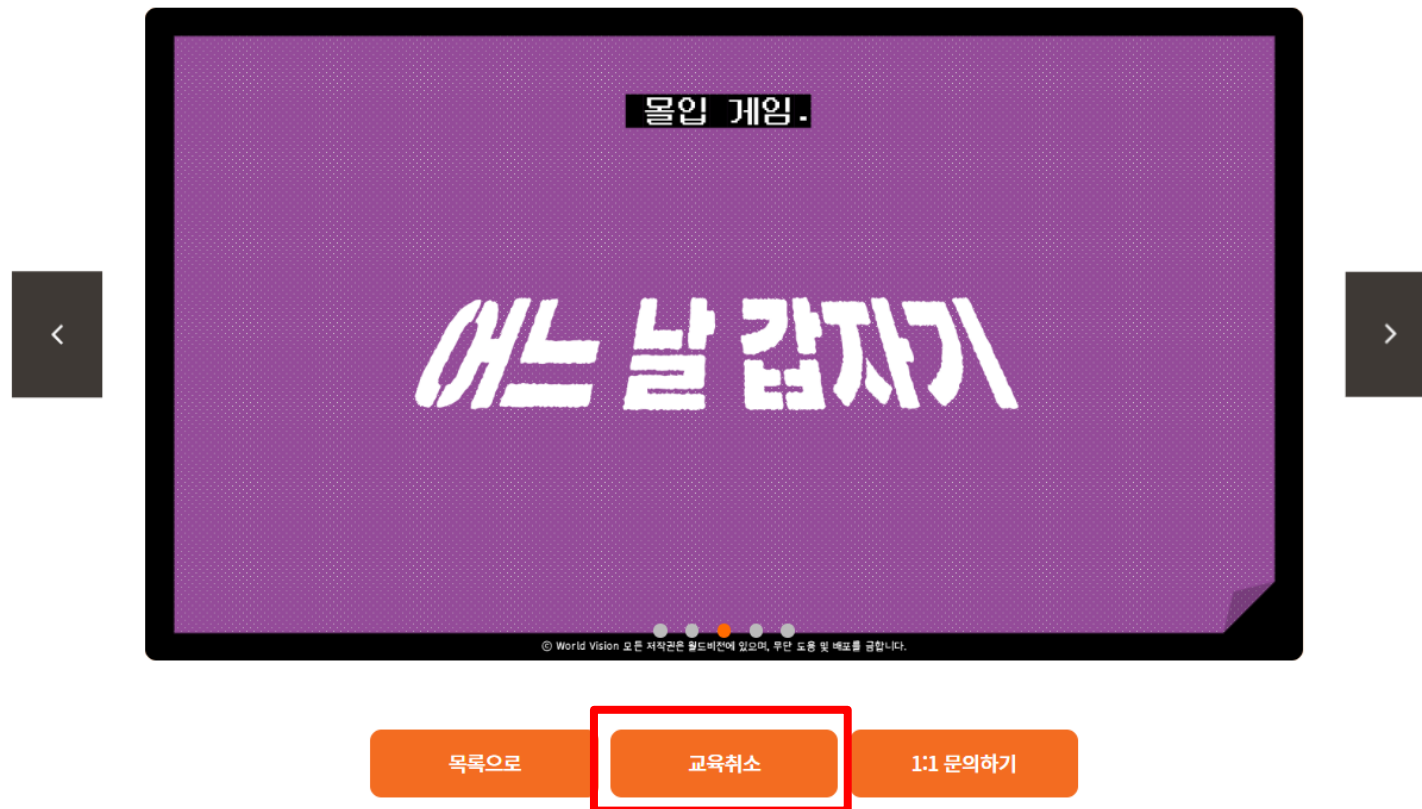 몰입 게임.
어느 날 갑자기
© World Vision 모든 저작권은 월드비전에 있으며, 무단 도용 및 배포를 금합니다.
목록으로
교육취소
1:1 문의하기